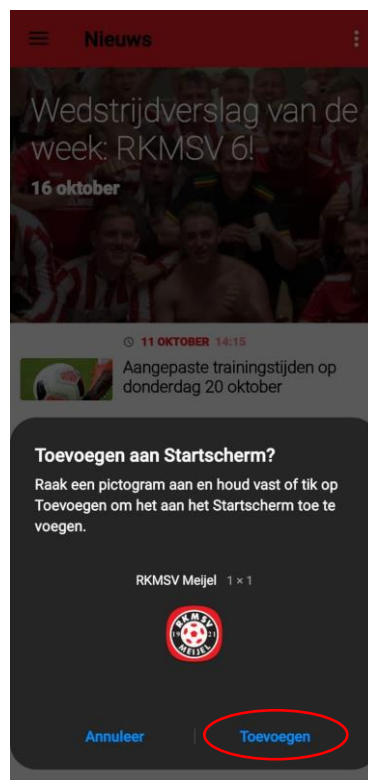 Nieuws
Wedstrijdverslag van de
week: RKMSV 6!
16 oktober
11 OKTOBER 14:15
Aangepaste trainingstijden op
donderdag 20 oktober
Toevoegen aan Startscherm?
Raak een pictogram aan en houd vast of tik op
Toevoegen om het aan het Startscherm toe te
voegen.
RKMSV Meijel 1 × 1
RKMSV
19 21
MEIJEL
Annuleer Toevoegen